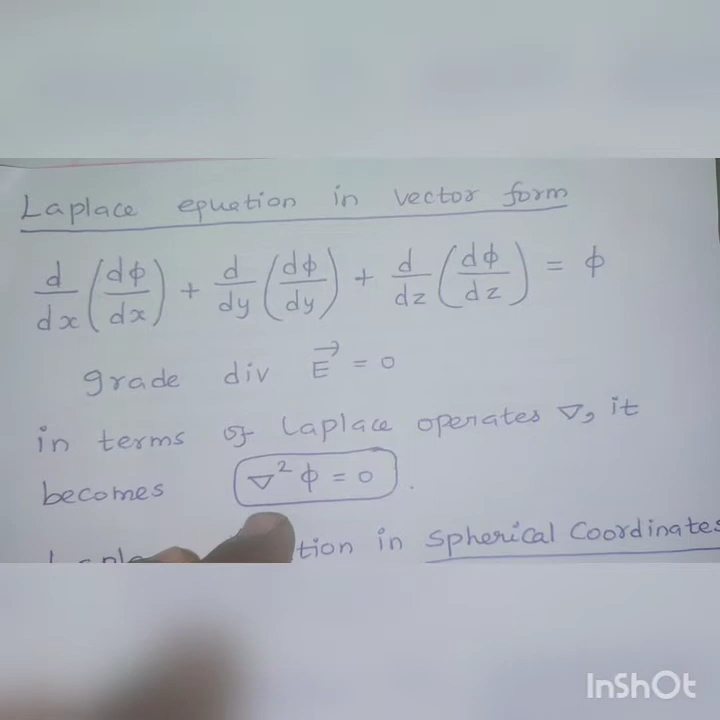 Laplace epuation in vector form
d/dx (dϕ/dx) + d/dy (dϕ/dy) + d/dz (dϕ/dz) = ϕ
grade div E⃗ = 0
in terms of Laplace operates ∇, it
becomes ∇² ϕ = 0 .
tion in spherical Coordinates
InShOt